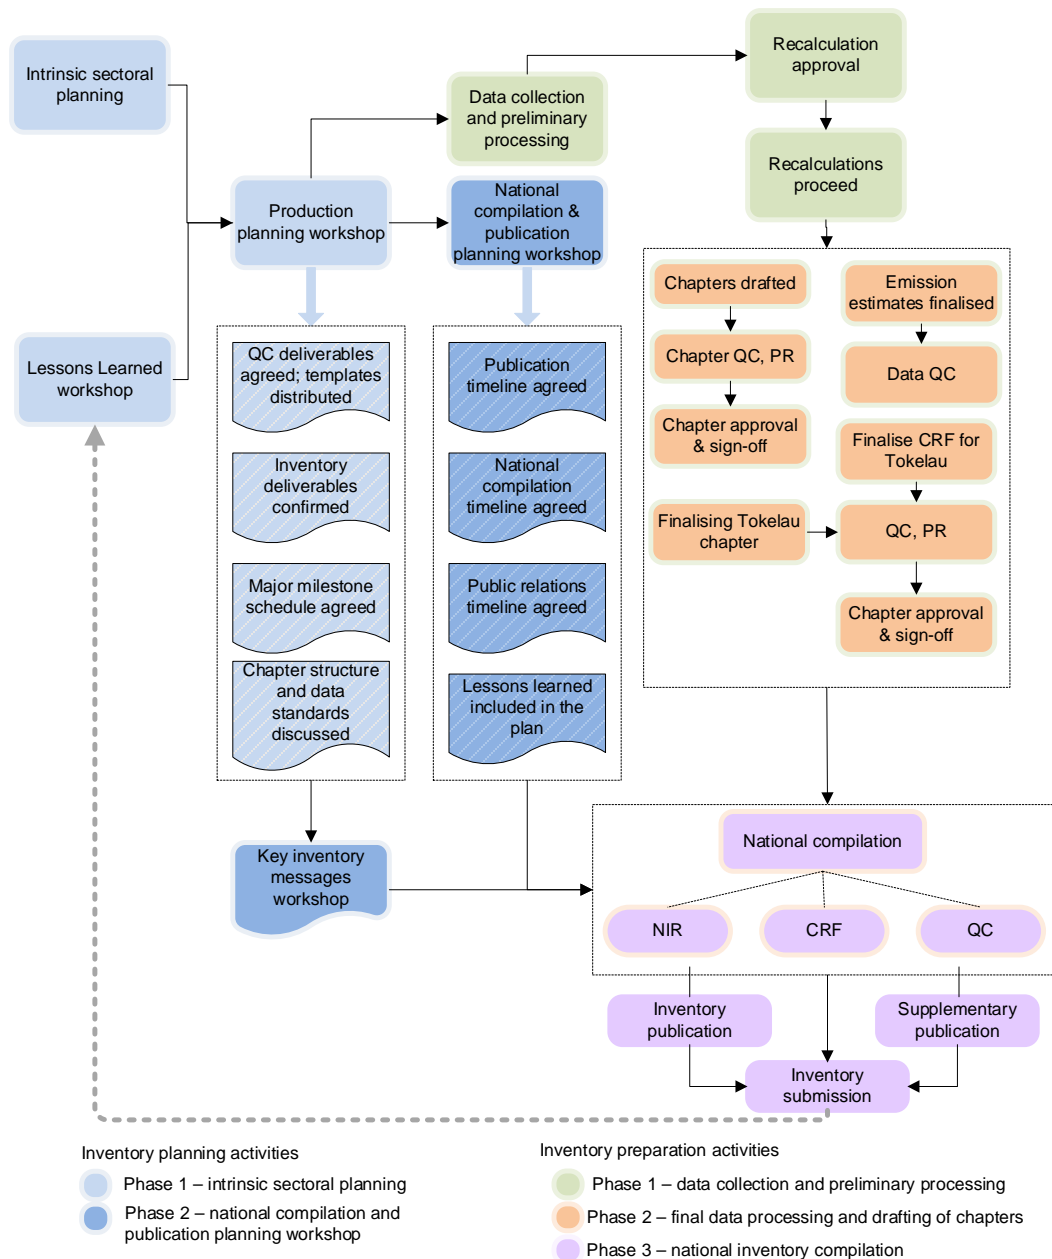 Intrinsic sectoral
planning
Lessons Learned
workshop
Production
planning workshop
Data collection
and preliminary
processing
National
compilation &
publication
planning workshop
Recalculation
approval
Recalculations
proceed
QC deliverables
agreed; templates
distributed
Inventory
deliverables
confirmed
Major milestone
schedule agreed
Chapter structure
and data
standards
discussed
Publication
timeline agreed
National
compilation
timeline agreed
Public relations
timeline agreed
Lessons learned
included in the
plan
Chapters drafted
Chapter QC, PR
Chapter approval
& sign-off
Emission
estimates finalised
Data QC
Finalise CRF for
Tokelau
Finalising Tokelau
chapter
QC, PR
Chapter approval
& sign-off
Key inventory
messages
workshop
National compilation
NIR
CRF
QC
Inventory
publication
Supplementary
publication
Inventory
submission
Inventory planning activities
Phase 1 – intrinsic sectoral planning
Phase 2 – national compilation and
publication planning workshop
Inventory preparation activities
Phase 1 – data collection and preliminary processing
Phase 2 – final data processing and drafting of chapters
Phase 3 – national inventory compilation